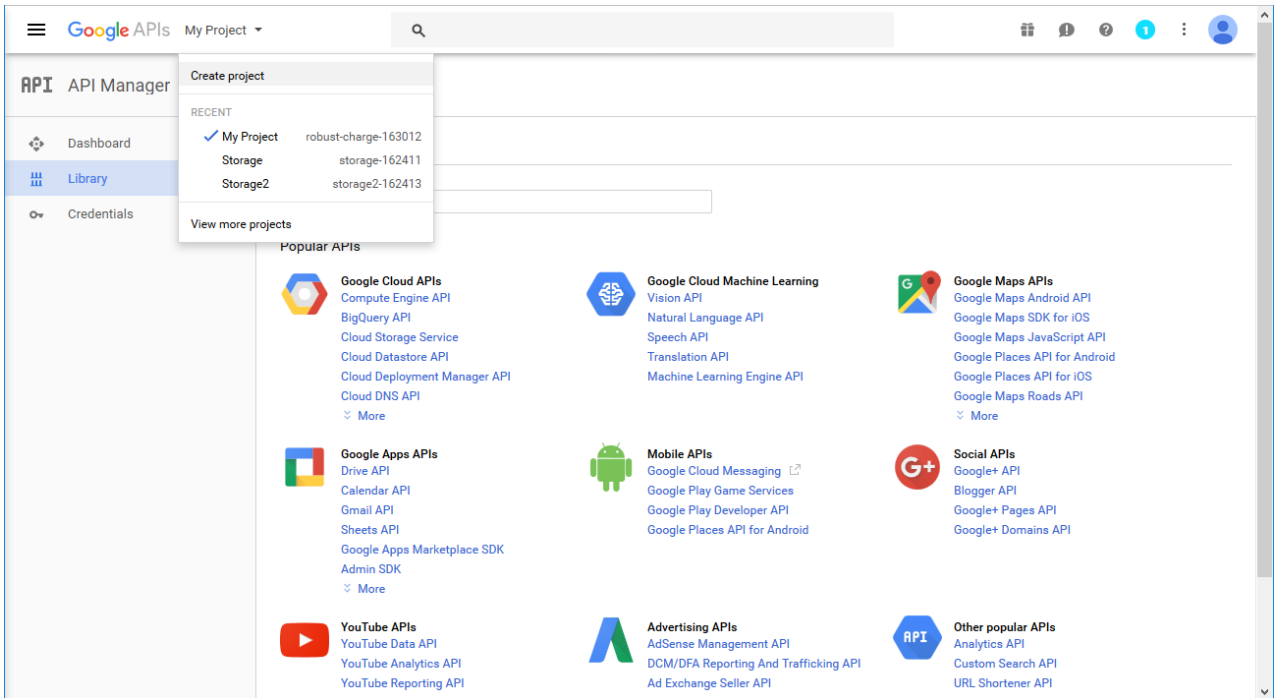 Google APIs My Project
1
API API Manager
Create project
RECENT
My Project robust-charge-163012
Storage storage-162411
Storage2 storage2-162413
View more projects
Dashboard
Library
Credentials
Popular APIs
Google Cloud APIs
Compute Engine API
BigQuery API
Cloud Storage Service
Cloud Datastore API
Cloud Deployment Manager API
Cloud DNS API
More
Google Cloud Machine Learning
Vision API
Natural Language API
Speech API
Translation API
Machine Learning Engine API
G
Google Maps APIs
Google Maps Android API
Google Maps SDK for iOS
Google Maps JavaScript API
Google Places API for Android
Google Places API for iOS
Google Maps Roads API
More
Google Apps APIs
Drive API
Calendar API
Gmail API
Sheets API
Google Apps Marketplace SDK
Admin SDK
More
Mobile APIs
Google Cloud Messaging
Google Play Game Services
Google Play Developer API
Google Places API for Android
G+
Social APIs
Google+ API
Blogger API
Google+ Pages API
Google+ Domains API
YouTube APIs
YouTube Data API
YouTube Analytics API
YouTube Reporting API
Advertising APIs
AdSense Management API
DCM/DFA Reporting And Trafficking API
Ad Exchange Seller API
API
Other popular APIs
Analytics API
Custom Search API
URL Shortener API